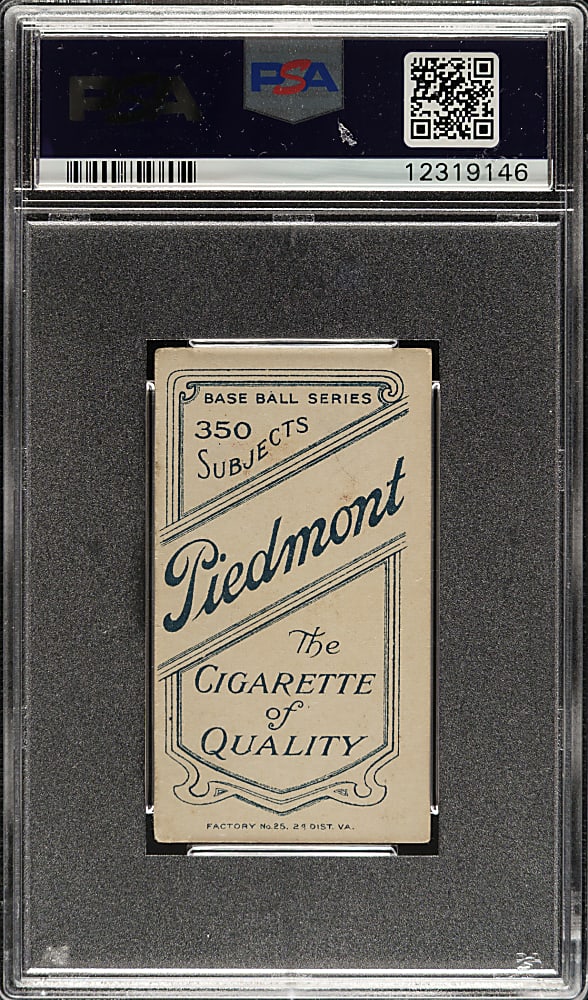 PSA
PSA
12319146
BASE BALL SERIES
350
SUBJECTS
Piedmont
The
CIGARETTE
of
QUALITY
FACTORY No.25, 2d DIST. VA.